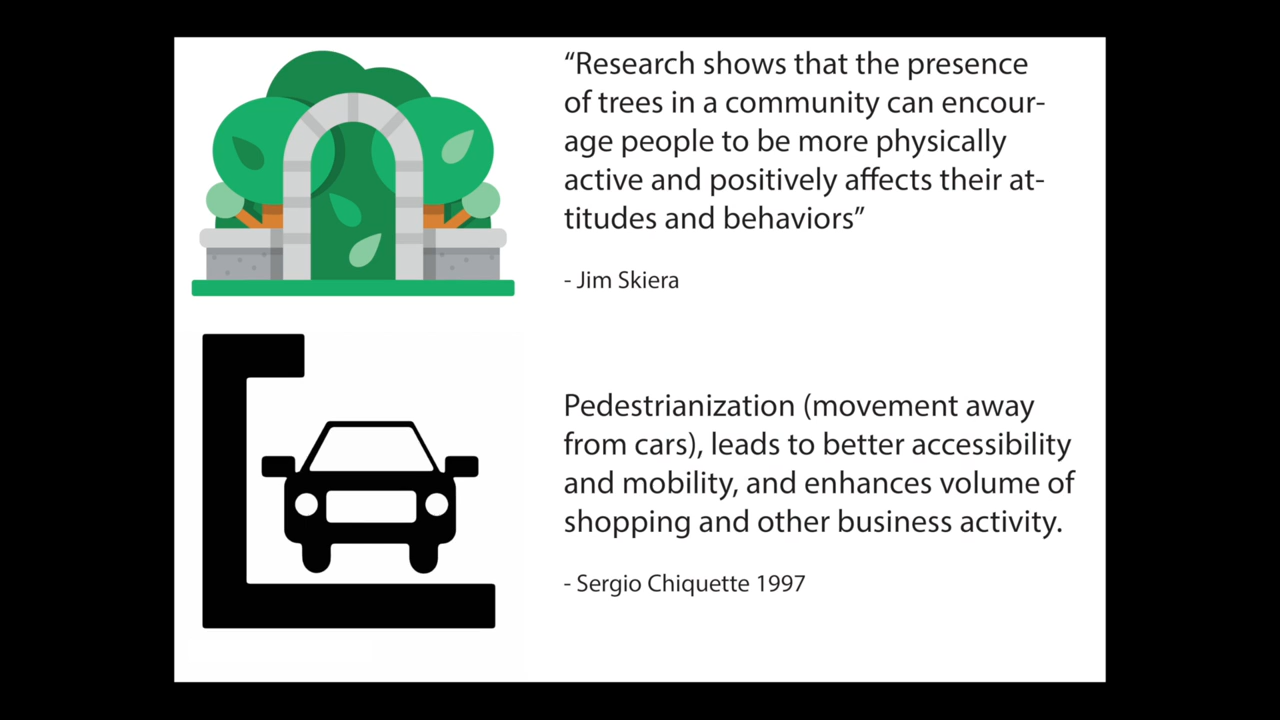 “Research shows that the presence
of trees in a community can encour-
age people to be more physically
active and positively affects their at-
titudes and behaviors”
- Jim Skiera
Pedestrianization (movement away
from cars), leads to better accessibility
and mobility, and enhances volume of
shopping and other business activity.
- Sergio Chiquette 1997